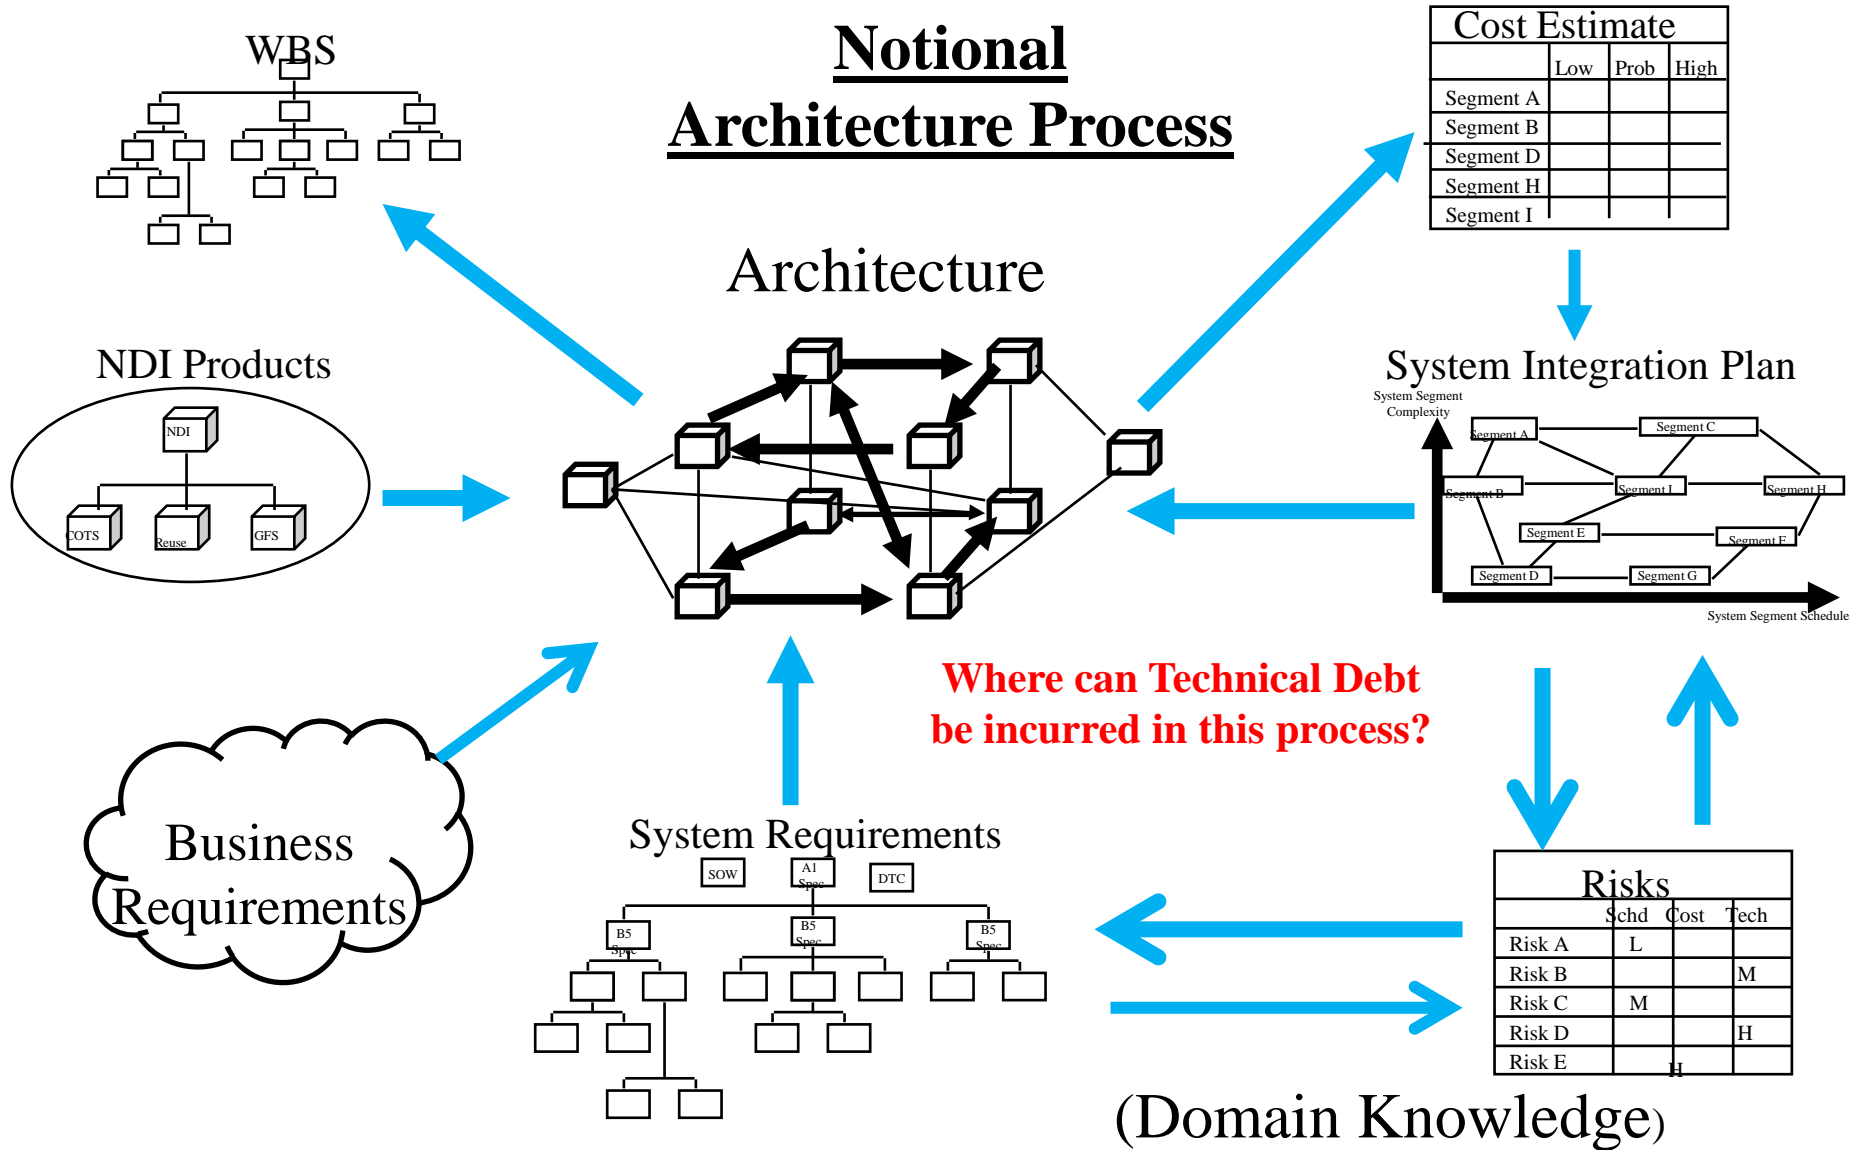 Notional
Architecture Process
WBS
Cost Estimate
Low Prob High
Segment A
Segment B
Segment D
Segment H
Segment I
Architecture
NDI Products
NDI
COTS
Reuse
GFS
System Integration Plan
System Segment
Complexity
Segment A
Segment C
Segment B
Segment I
Segment H
Segment E
Segment F
Segment D
Segment G
System Segment Schedule
Where can Technical Debt
be incurred in this process?
Business
Requirements
System Requirements
SOW
A1
Spec
DTC
B5
Spec
B5
Spec
B5
Spec
Risks
Schd Cost Tech
Risk A L
Risk B M
Risk C M
Risk D H
Risk E H
(Domain Knowledge)